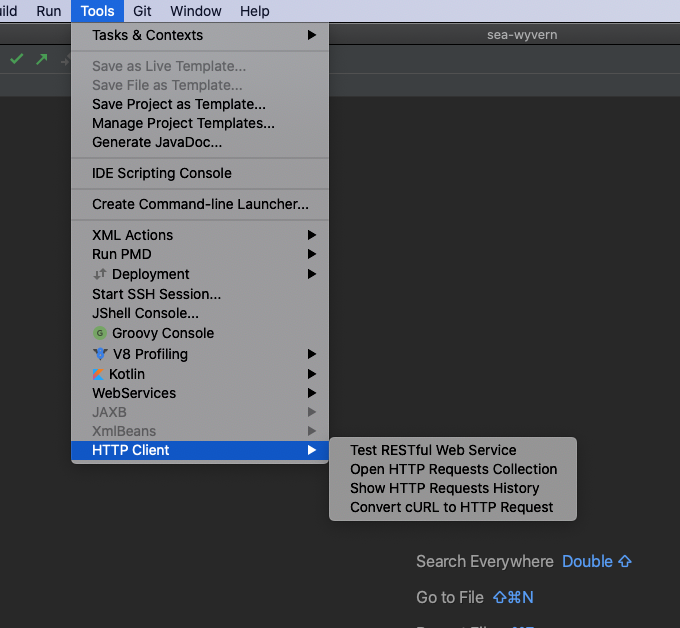 Run Tools Git Window Help
sea-wyvern
Tasks & Contexts
Save as Live Template...
Save File as Template...
Save Project as Template...
Manage Project Templates...
Generate JavaDoc...
IDE Scripting Console
Create Command-line Launcher...
XML Actions
Run PMD
Deployment
Start SSH Session...
JShell Console...
G Groovy Console
V8 Profiling
Kotlin
WebServices
JAXB
XmlBeans
HTTP Client
Test RESTful Web Service
Open HTTP Requests Collection
Show HTTP Requests History
Convert cURL to HTTP Request
Search Everywhere Double ⇧
Go to File ⇧⌘N